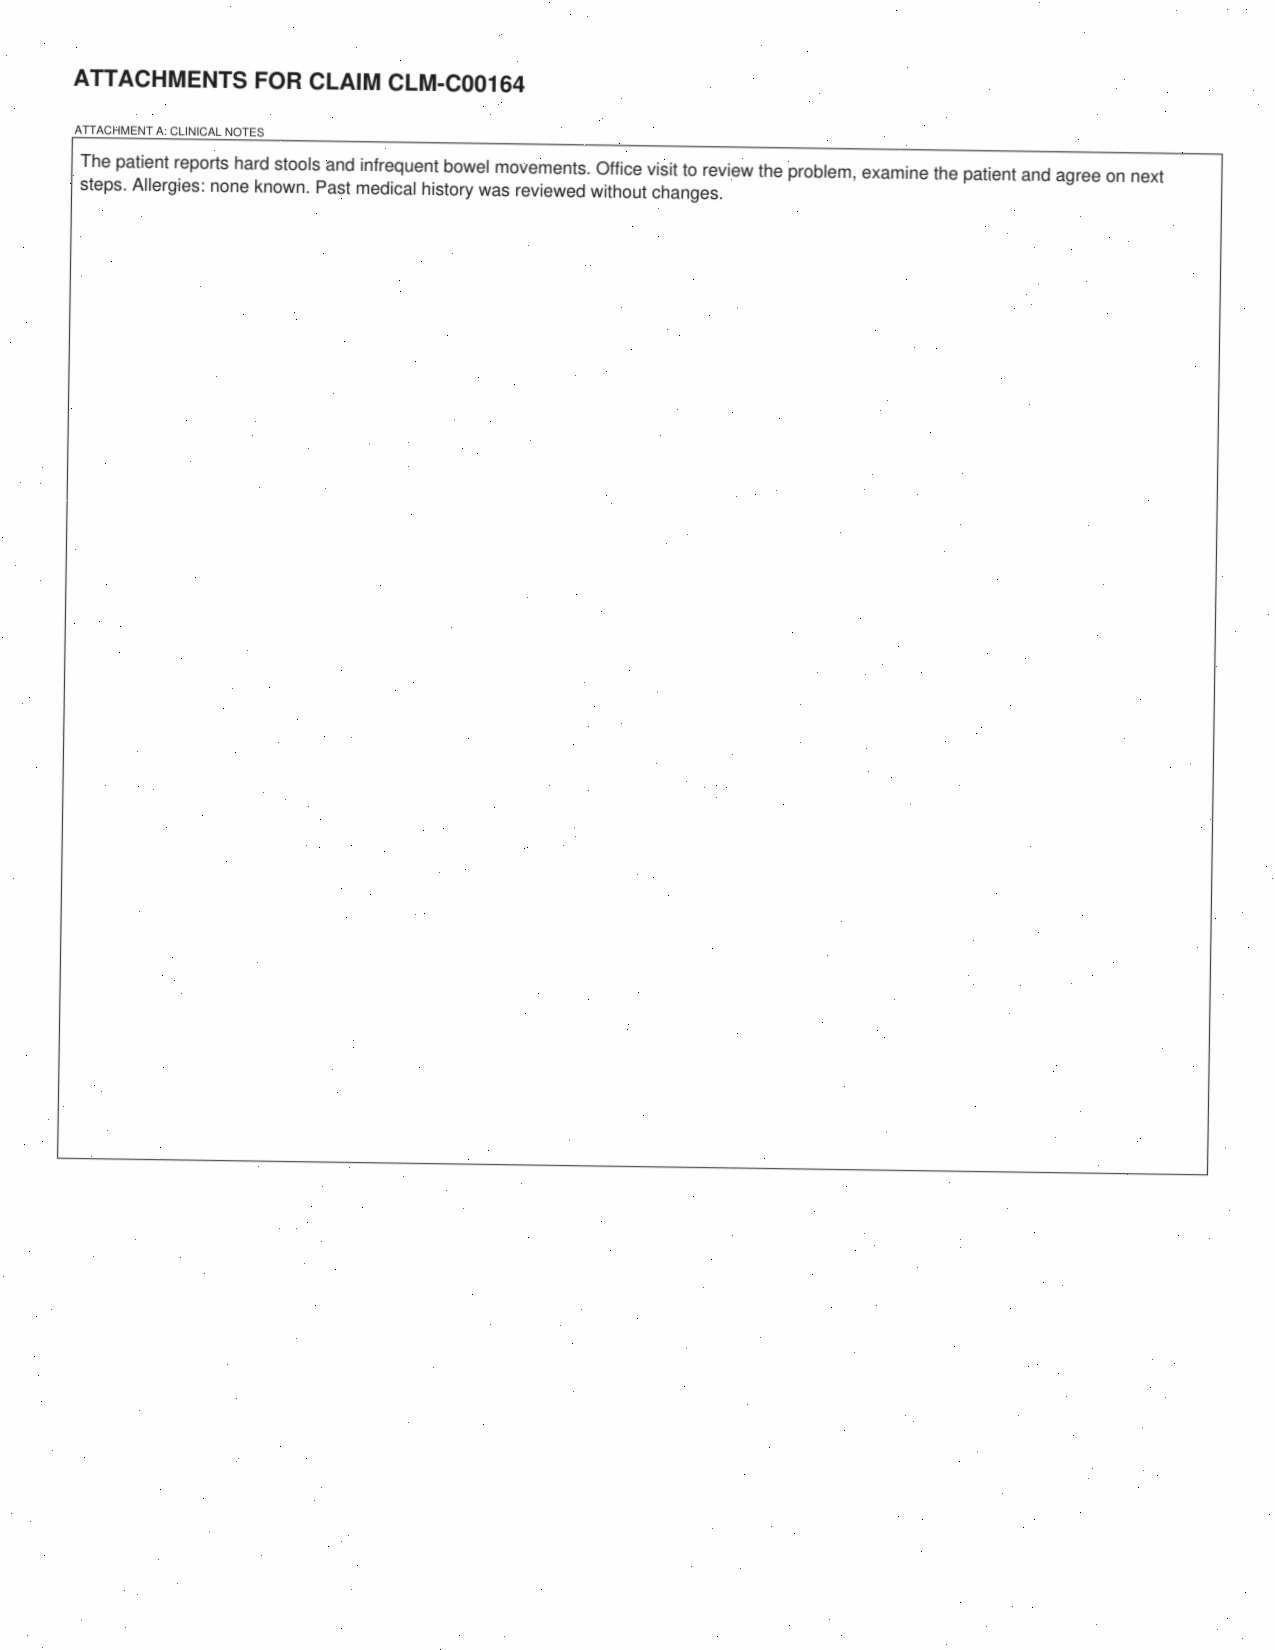 ATTACHMENTS FOR CLAIM CLM-C00164
ATTACHMENT A: CLINICAL NOTES
The patient reports hard stools and infrequent bowel movements. Office visit to review the problem, examine the patient and agree on next
steps. Allergies: none known. Past medical history was reviewed without changes.